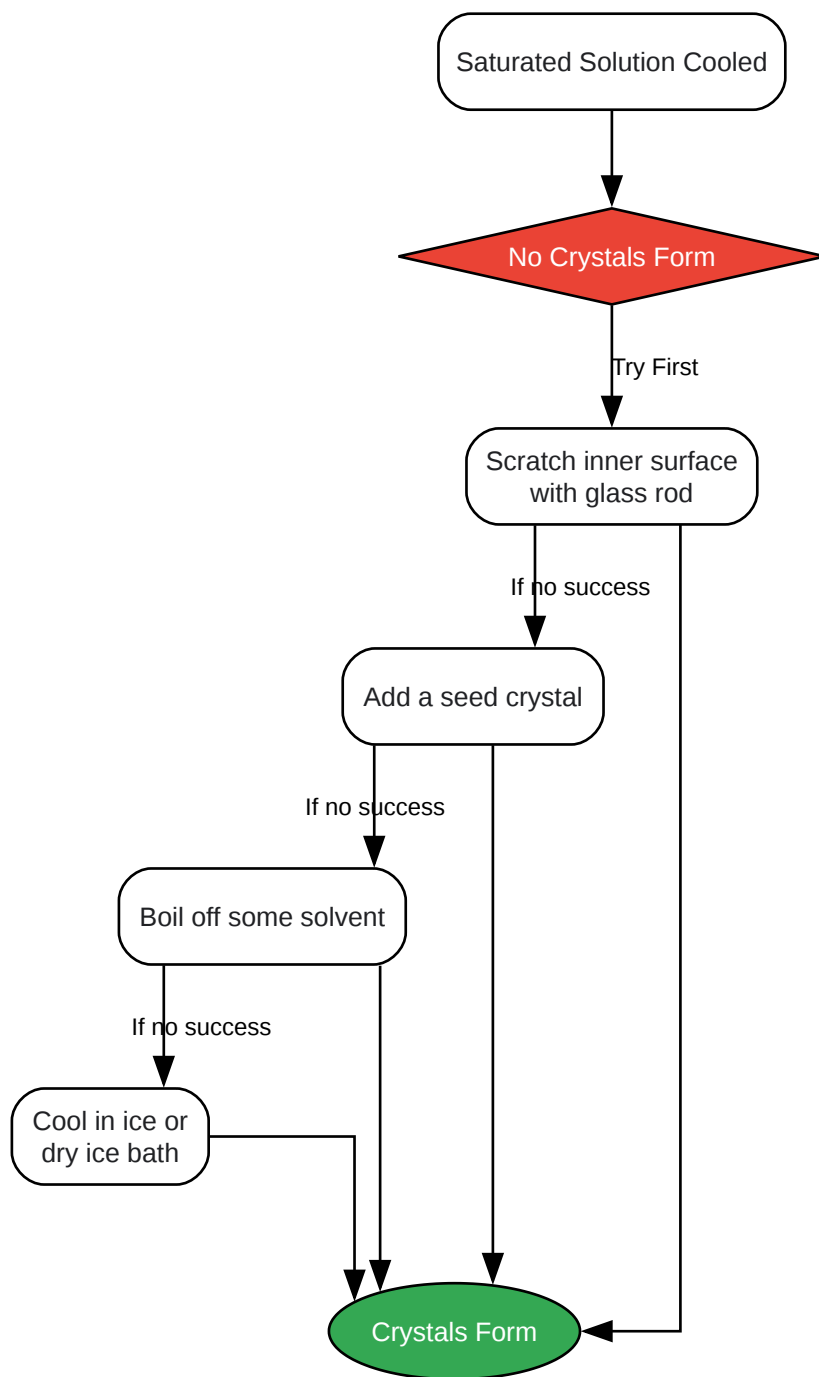 Saturated Solution Cooled
No Crystals Form
Try First
Scratch inner surface
with glass rod
If no success
Add a seed crystal
If no success
Boil off some solvent
If no success
Cool in ice or
dry ice bath
Crystals Form